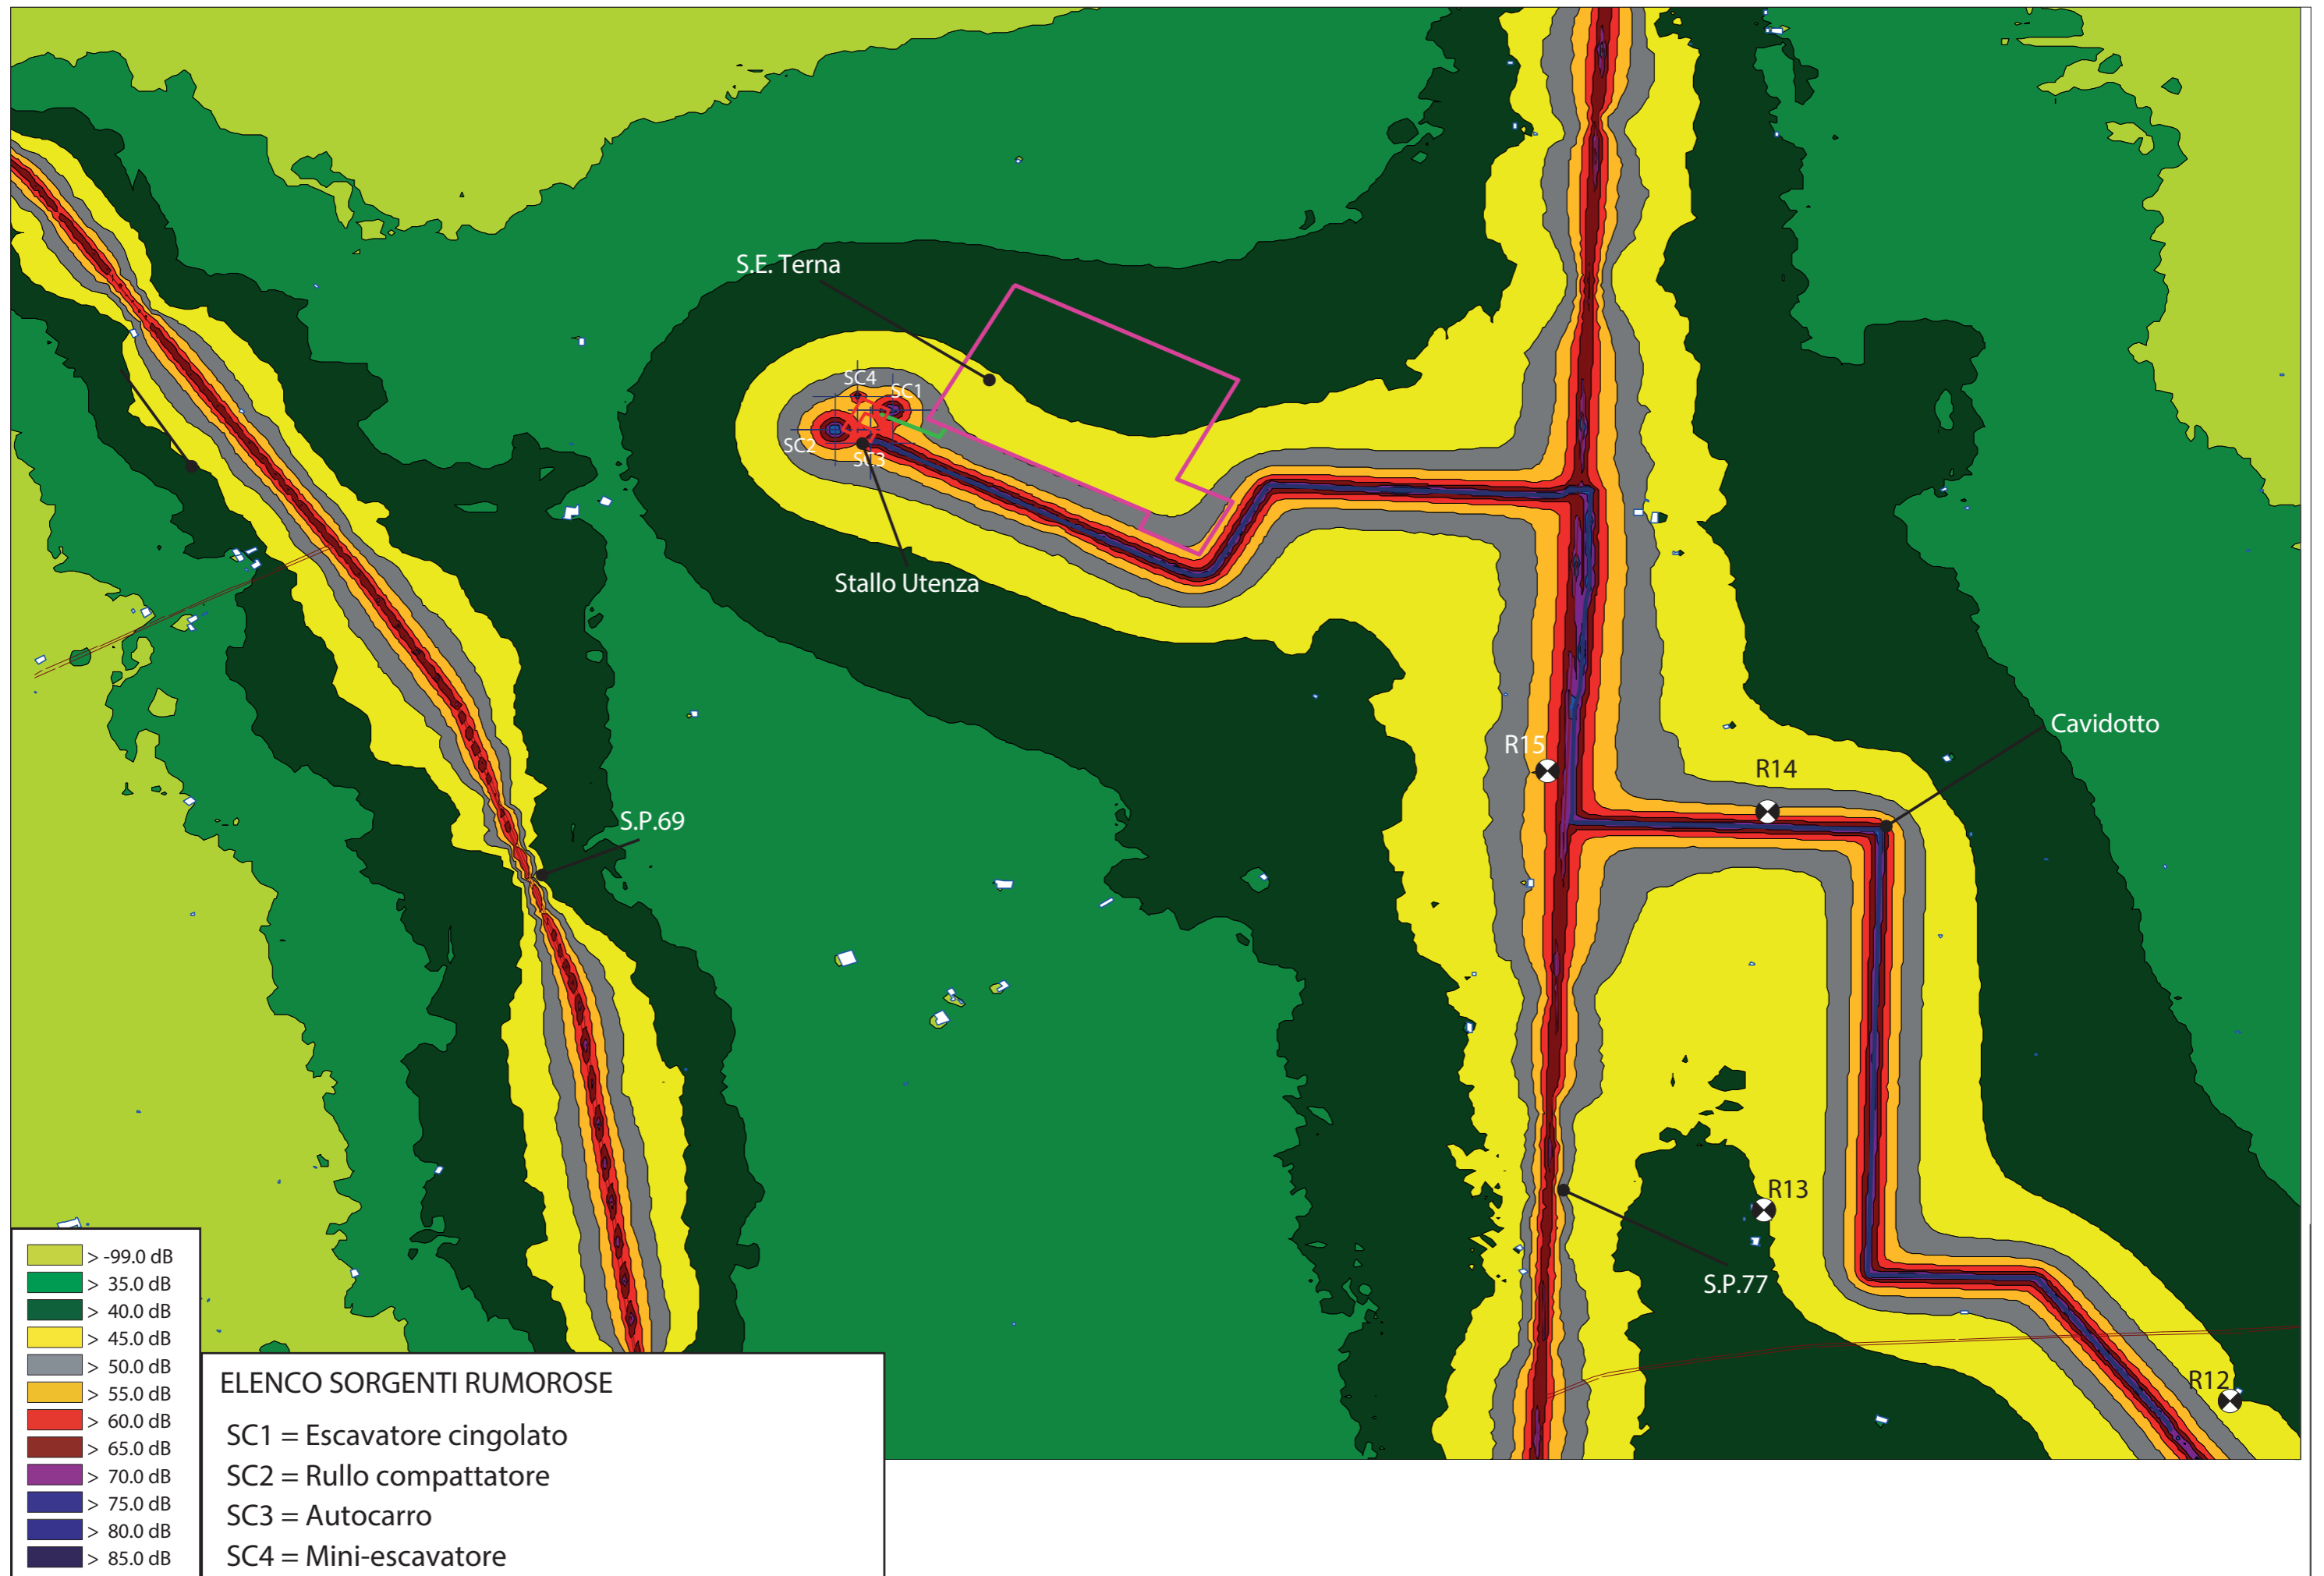 S.E. Terna
SC4
SC1
SC2
SC3
Stallo Utenza
Cavidotto
R15
R14
S.P.69
R13
S.P.77
R12
> -99.0 dB
> 35.0 dB
> 40.0 dB
> 45.0 dB
> 50.0 dB
> 55.0 dB
> 60.0 dB
> 65.0 dB
> 70.0 dB
> 75.0 dB
> 80.0 dB
> 85.0 dB
ELENCO SORGENTI RUMOROSE
SC1 = Escavatore cingolato
SC2 = Rullo compattatore
SC3 = Autocarro
SC4 = Mini-escavatore